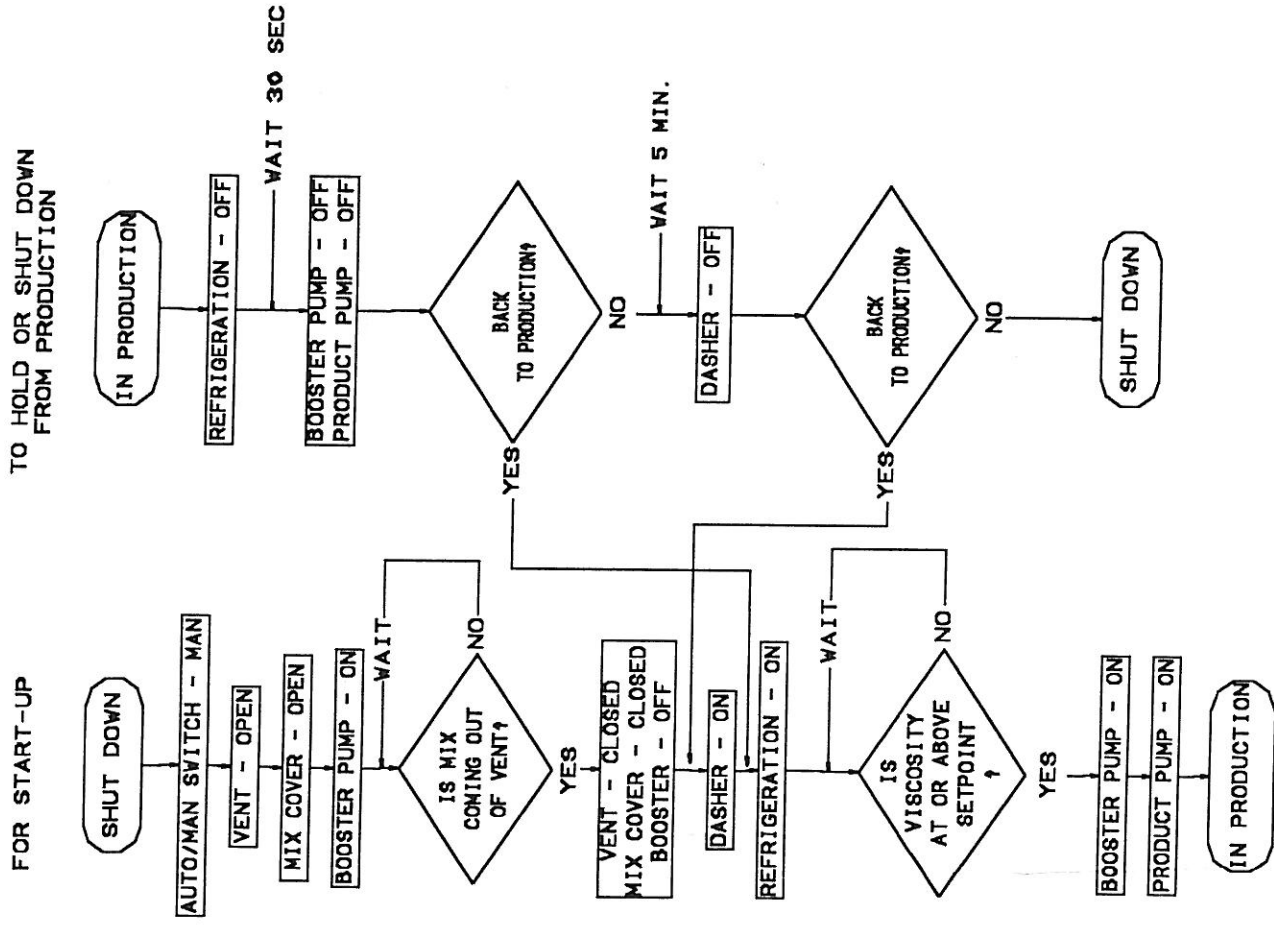 FOR START-UP
SHUT DOWN
AUTO/MAN SWITCH - MAN
VENT - OPEN
MIX COVER - OPEN
BOOSTER PUMP - ON
WAIT
IS MIX
COMING OUT
OF VENT?
NO
YES
VENT - CLOSED
MIX COVER - CLOSED
BOOSTER - OFF
DASHER - ON
REFRIGERATION - ON
WAIT
IS
VISCOSITY
AT OR ABOVE
SETPOINT
?
NO
YES
BOOSTER PUMP - ON
PRODUCT PUMP - ON
IN PRODUCTION
TO HOLD OR SHUT DOWN
FROM PRODUCTION
IN PRODUCTION
REFRIGERATION - OFF
WAIT 30 SEC
BOOSTER PUMP - OFF
PRODUCT PUMP - OFF
BACK
TO PRODUCTION?
YES
NO
WAIT 5 MIN.
DASHER - OFF
BACK
TO PRODUCTION?
YES
NO
SHUT DOWN